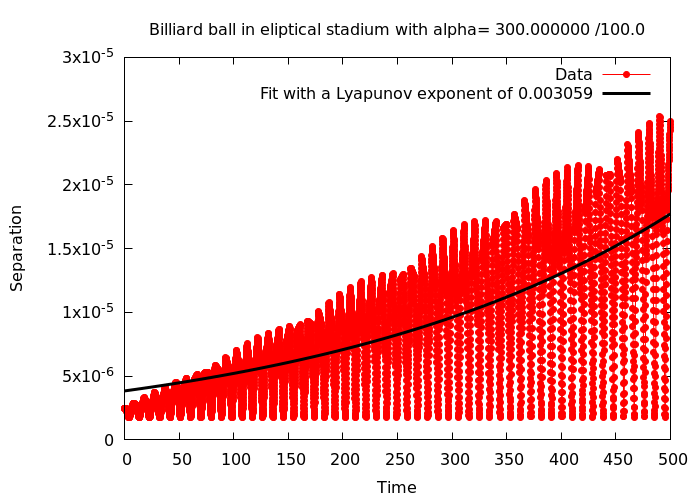 Billiard ball in eliptical stadium with alpha= 300.000000 /100.0
3x10-5
2.5x10-5
2x10-5
1.5x10-5
1x10-5
5x10-6
0
Separation
Data
Fit with a Lyapunov exponent of 0.003059
0 50 100 150 200 250 300 350 400 450 500
Time